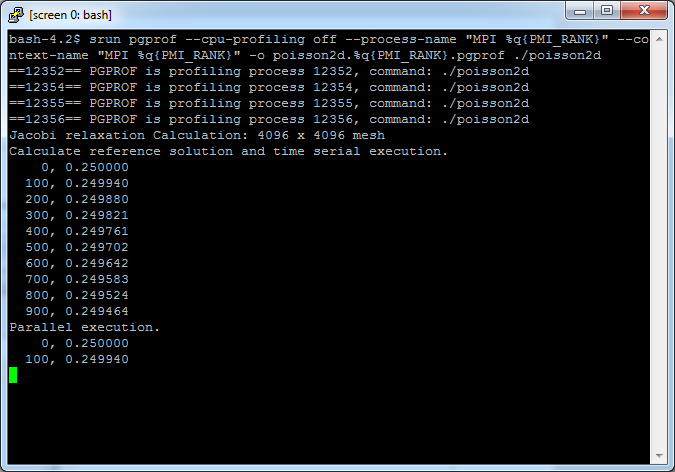 [screen 0: bash]
bash-4.2$ srun pgprof --cpu-profiling off --process-name "MPI %q{PMI_RANK}" --co
ntext-name "MPI %q{PMI_RANK}" -o poisson2d.%q{PMI_RANK}.pgprof ./poisson2d
==12352== PGPROF is profiling process 12352, command: ./poisson2d
==12354== PGPROF is profiling process 12354, command: ./poisson2d
==12355== PGPROF is profiling process 12355, command: ./poisson2d
==12356== PGPROF is profiling process 12356, command: ./poisson2d
Jacobi relaxation Calculation: 4096 x 4096 mesh
Calculate reference solution and time serial execution.
    0, 0.250000
  100, 0.249940
  200, 0.249880
  300, 0.249821
  400, 0.249761
  500, 0.249702
  600, 0.249642
  700, 0.249583
  800, 0.249524
  900, 0.249464
Parallel execution.
    0, 0.250000
  100, 0.249940